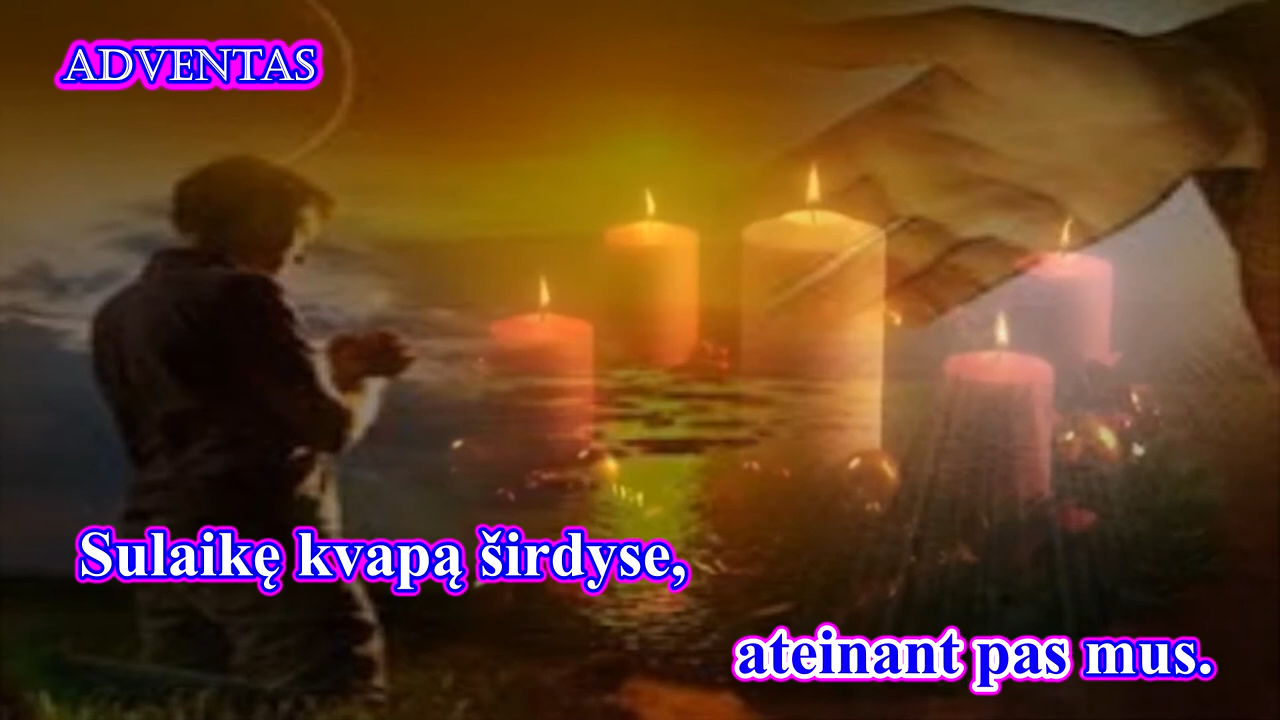 ADVENTAS
Sulaikę kvapą širdyse,
ateinant pas mus.